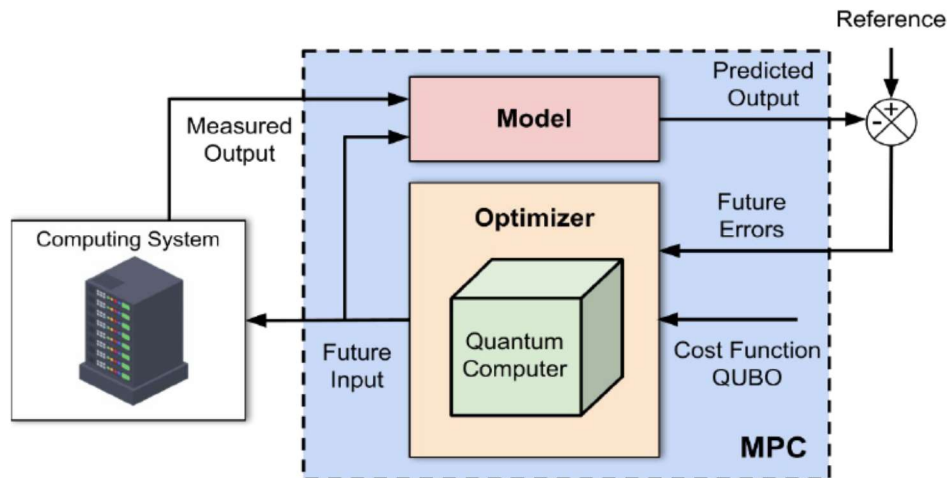 Reference
Predicted
Output
Model
+
-
Measured
Output
Optimizer
Future
Errors
Computing System
Quantum
Computer
Future
Input
Cost Function
QUBO
MPC